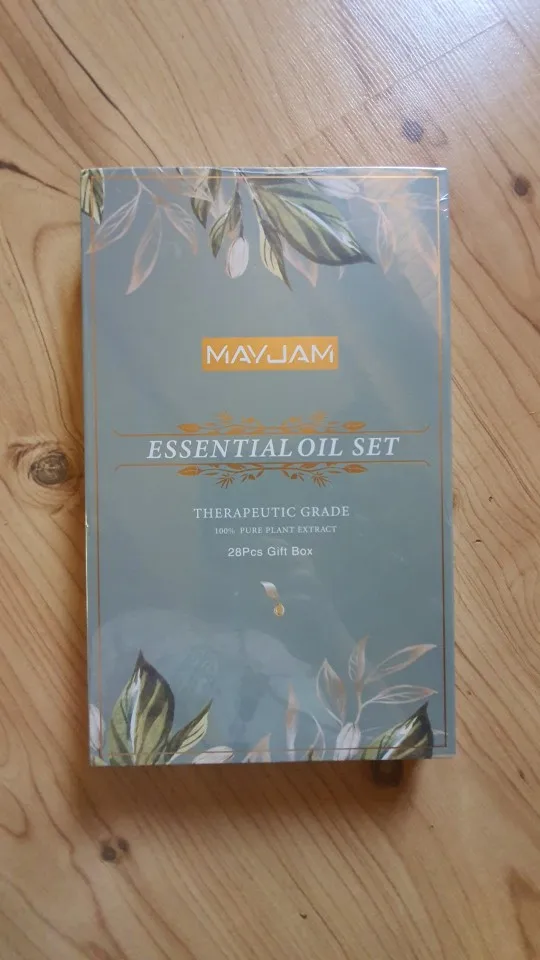 MAYJAM
ESSENTIAL OIL SET
THERAPEUTIC GRADE
100% PURE PLANT EXTRACT
28Pcs Gift Box